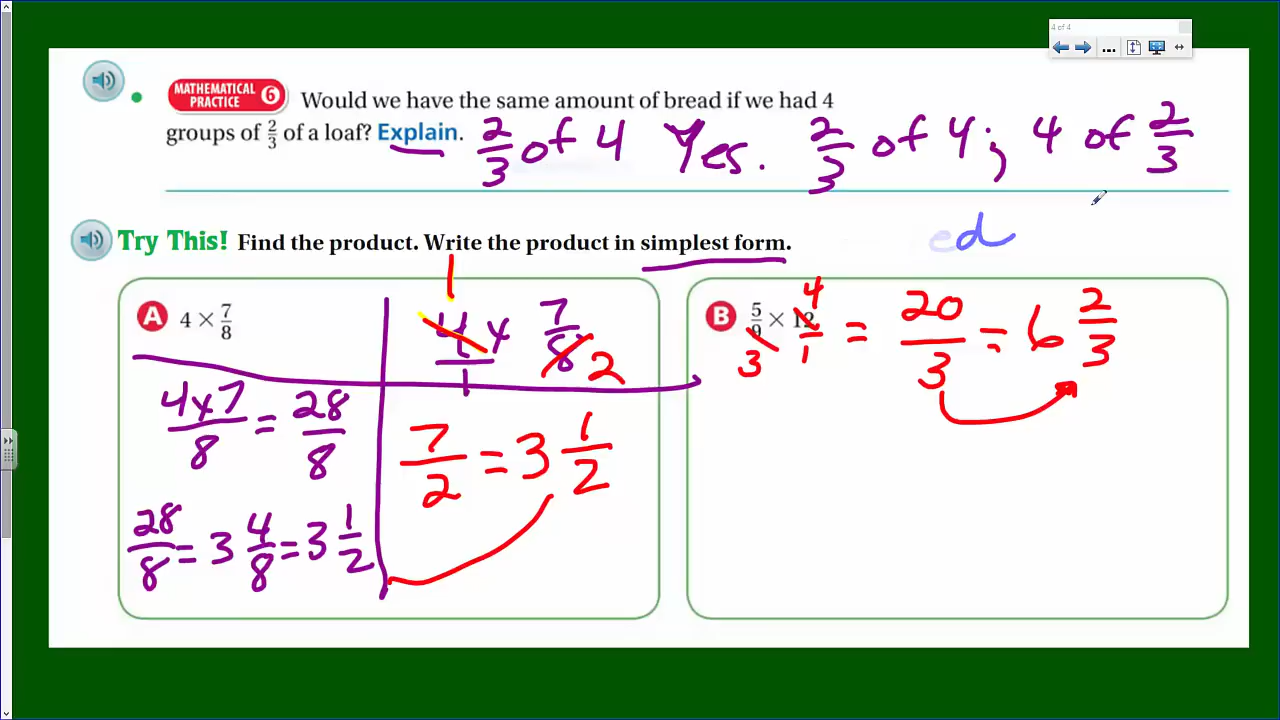 4 of 4
...
MATHEMATICAL PRACTICE 6 Would we have the same amount of bread if we had 4
groups of 2/3 of a loaf? Explain. 2/3 of 4 Yes. 2/3 of 4; 4 of 2/3
ed
Try This! Find the product. Write the product in simplest form.
A 4 × 7/8
1
4/1 × 7/8 2
4x7/8 = 28/8
7/2 = 3 1/2
28/8 = 3 4/8 = 3 1/2
B 5/9 × 12 = 20/3 = 6 2/3
4
3 1